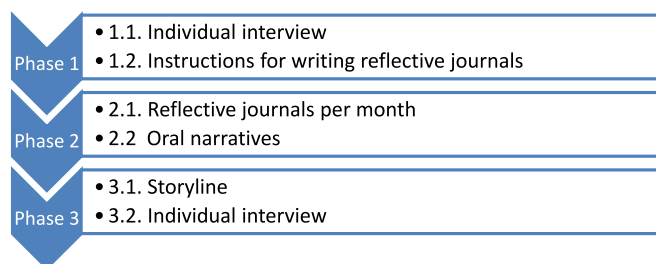 Phase 1
• 1.1. Individual interview
• 1.2. Instructions for writing reflective journals
Phase 2
• 2.1. Reflective journals per month
• 2.2  Oral narratives
Phase 3
• 3.1. Storyline
• 3.2. Individual interview